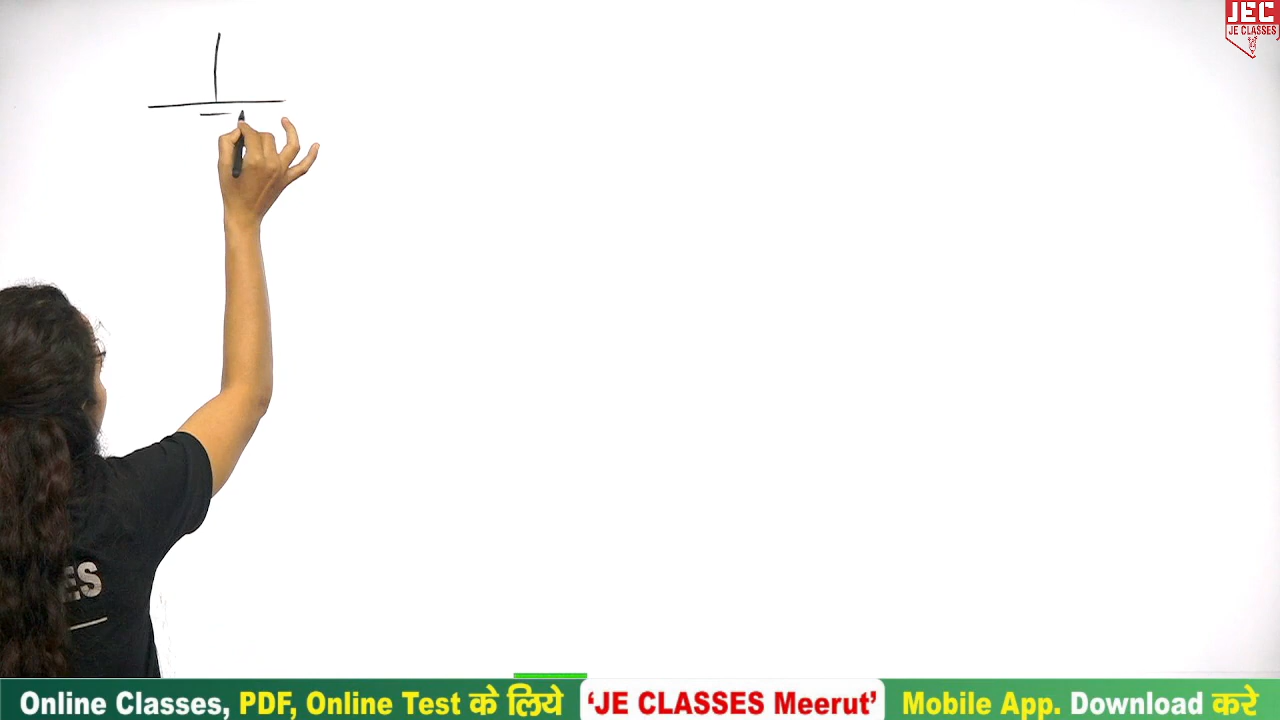 JEC
JE CLASSES
ES
Online Classes, PDF, Online Test के लिये 'JE CLASSES Meerut' Mobile App. Download करे